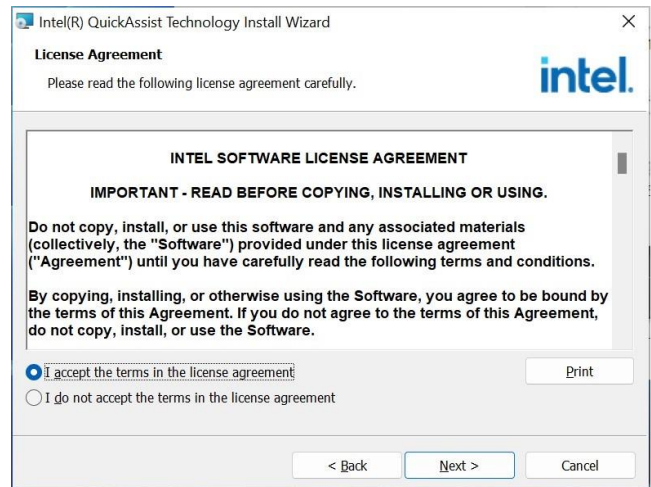 Intel(R) QuickAssist Technology Install Wizard
License Agreement
Please read the following license agreement carefully.
intel.
INTEL SOFTWARE LICENSE AGREEMENT
IMPORTANT - READ BEFORE COPYING, INSTALLING OR USING.
Do not copy, install, or use this software and any associated materials
(collectively, the "Software") provided under this license agreement
("Agreement") until you have carefully read the following terms and conditions.
By copying, installing, or otherwise using the Software, you agree to be bound by
the terms of this Agreement. If you do not agree to the terms of this Agreement,
do not copy, install, or use the Software.
I accept the terms in the license agreement
Print
I do not accept the terms in the license agreement
< Back
Next >
Cancel